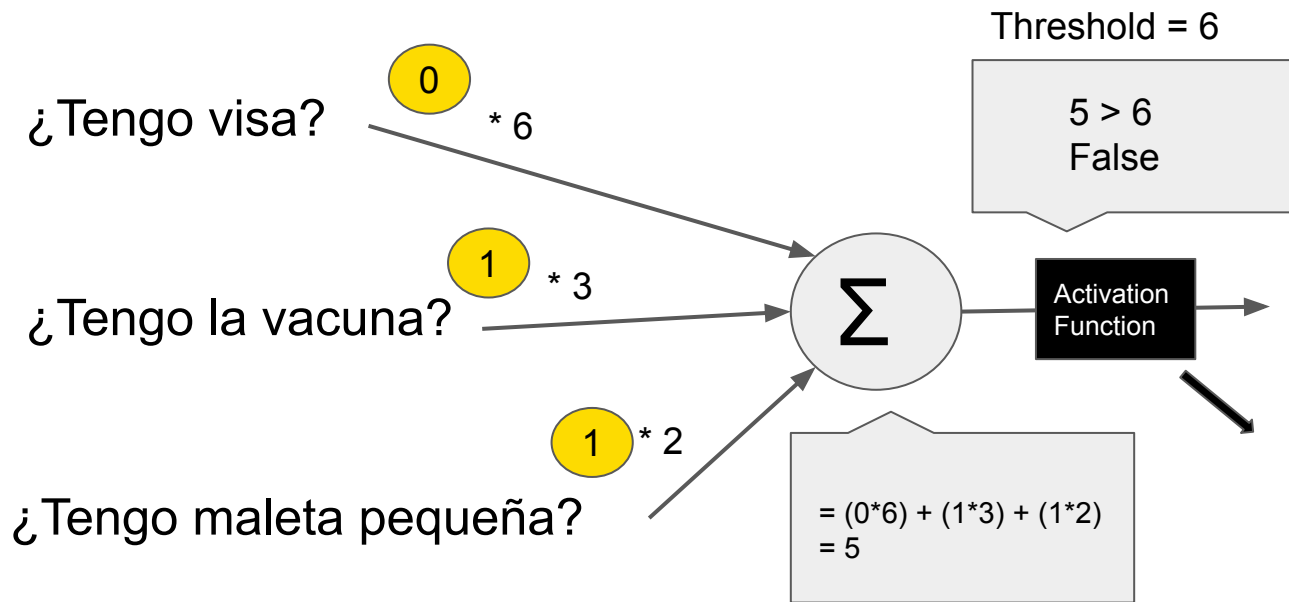 Threshold = 6
0
¿Tengo visa?
* 6
5 > 6
False
1
* 3
¿Tengo la vacuna?
Σ
Activation
Function
1
* 2
¿Tengo maleta pequeña?
= (0*6) + (1*3) + (1*2)
= 5